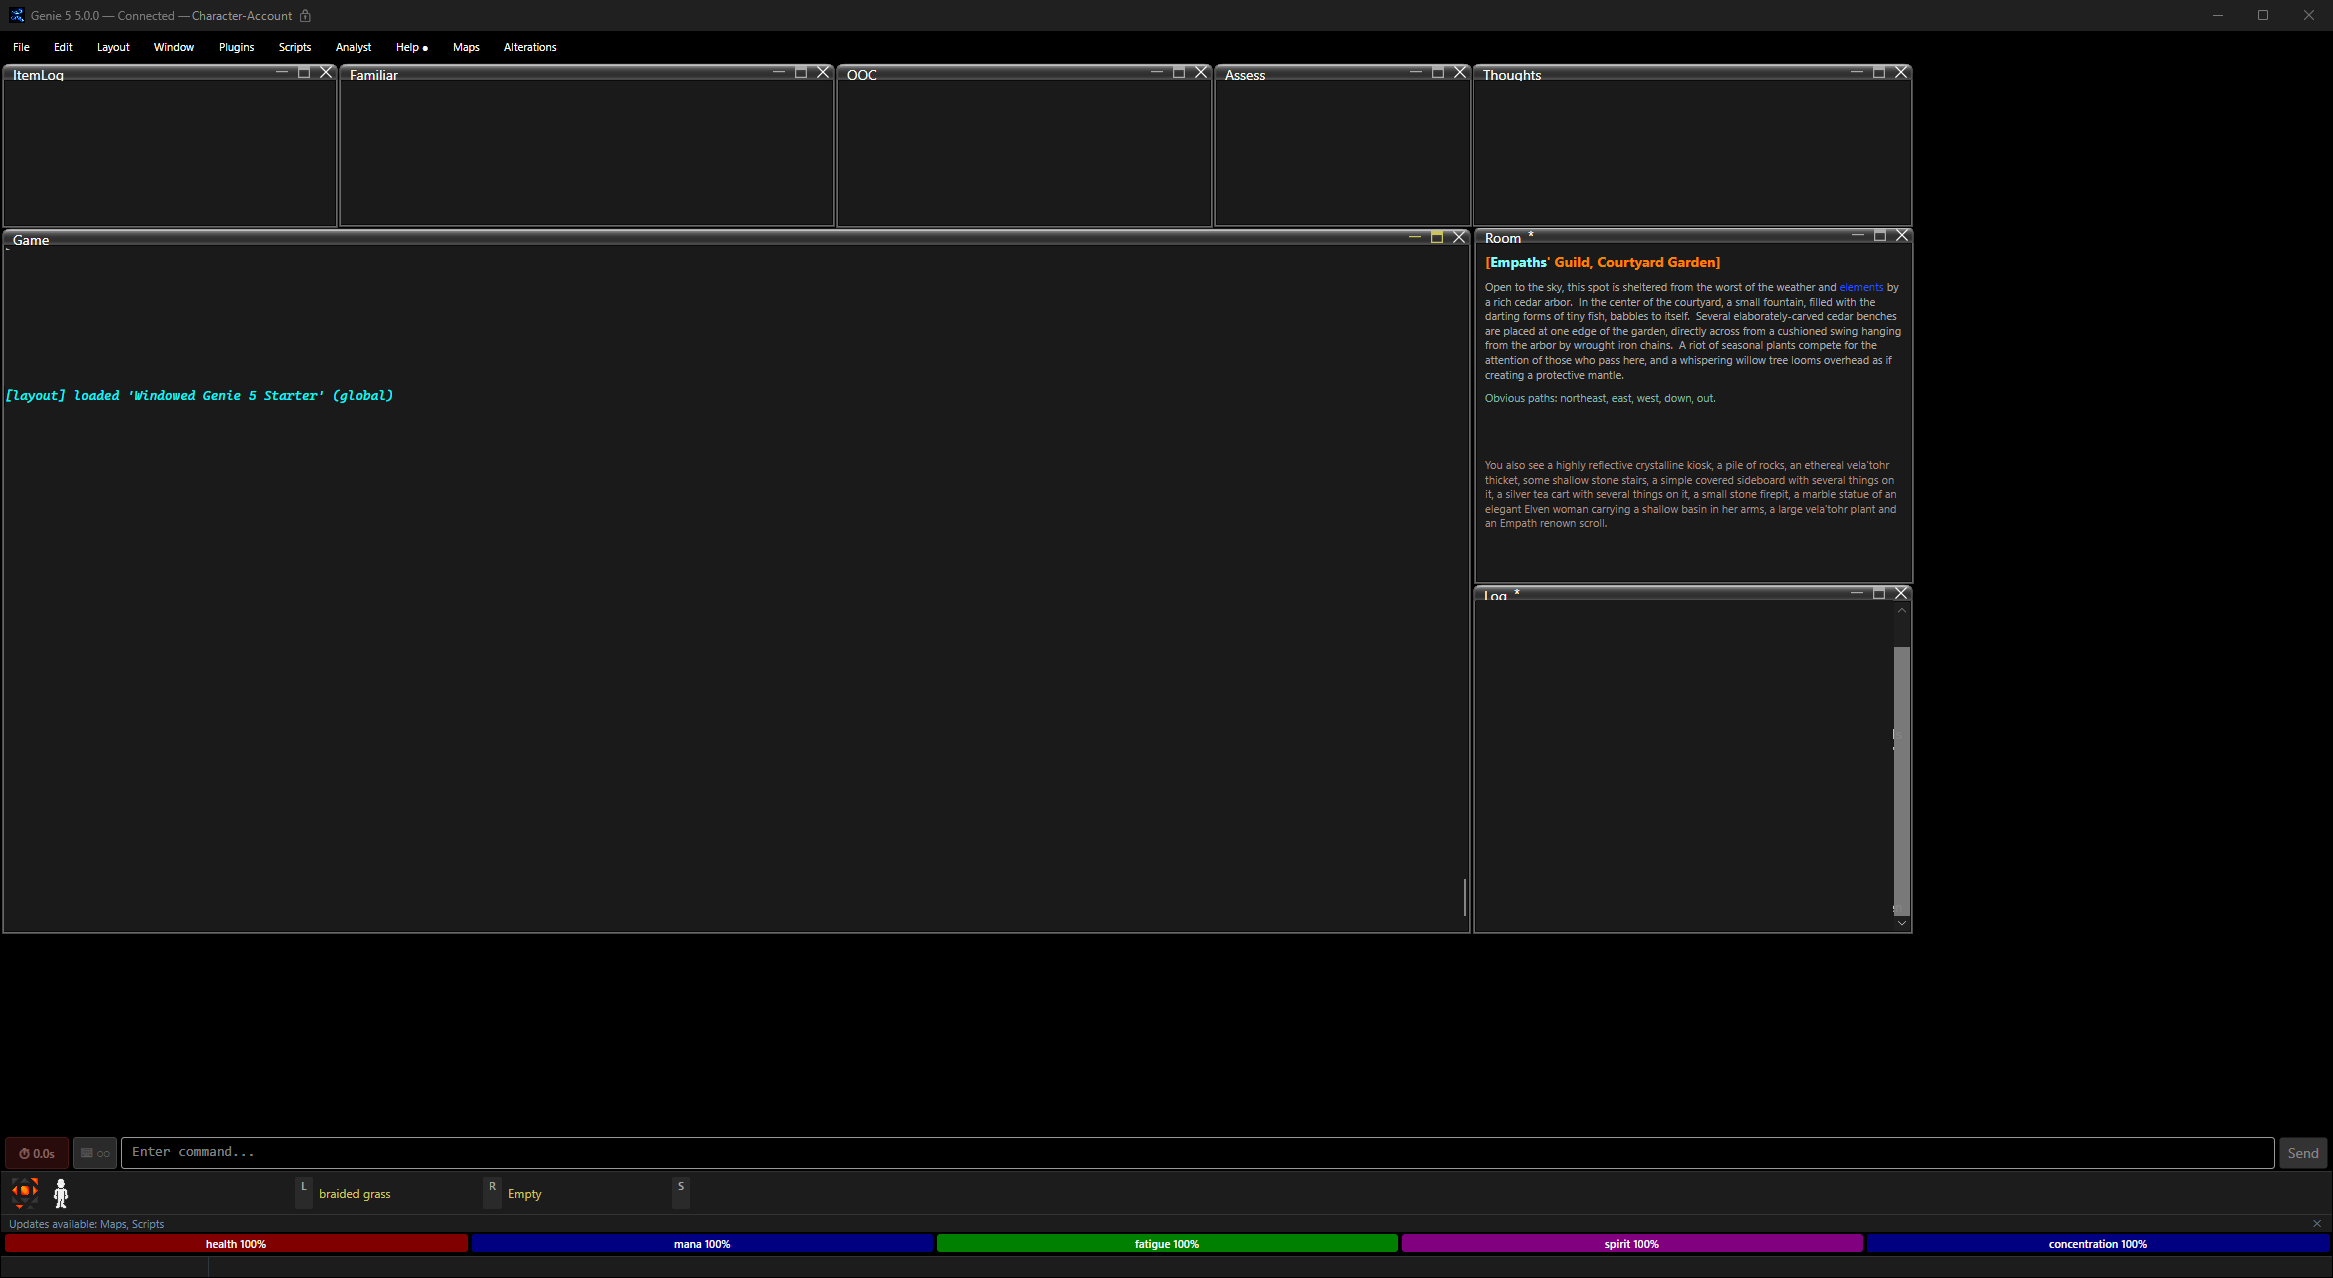 Genie 5 5.0.0 — Connected — Character-Account
File Edit Layout Window Plugins Scripts Analyst Help Maps Alterations
ItemLog
Familiar
OOC
Assess
Thoughts
Game
[layout] loaded 'Windowed Genie 5 Starter' (global)
Room *
[Empaths' Guild, Courtyard Garden]
Open to the sky, this spot is sheltered from the worst of the weather and elements by
a rich cedar arbor. In the center of the courtyard, a small fountain, filled with the
darting forms of tiny fish, babbles to itself. Several elaborately-carved cedar benches
are placed at one edge of the garden, directly across from a cushioned swing hanging
from the arbor by wrought iron chains. A riot of seasonal plants compete for the
attention of those who pass here, and a whispering willow tree looms overhead as if
creating a protective mantle.
Obvious paths: northeast, east, west, down, out.
You also see a highly reflective crystalline kiosk, a pile of rocks, an ethereal vela'tohr
thicket, some shallow stone stairs, a simple covered sideboard with several things on
it, a silver tea cart with several things on it, a small stone firepit, a marble statue of an
elegant Elven woman carrying a shallow basin in her arms, a large vela'tohr plant and
an Empath renown scroll.
Log *
0.0s
Enter command...
Send
L braided grass
R Empty
S
Updates available: Maps, Scripts
health 100%
mana 100%
fatigue 100%
spirit 100%
concentration 100%